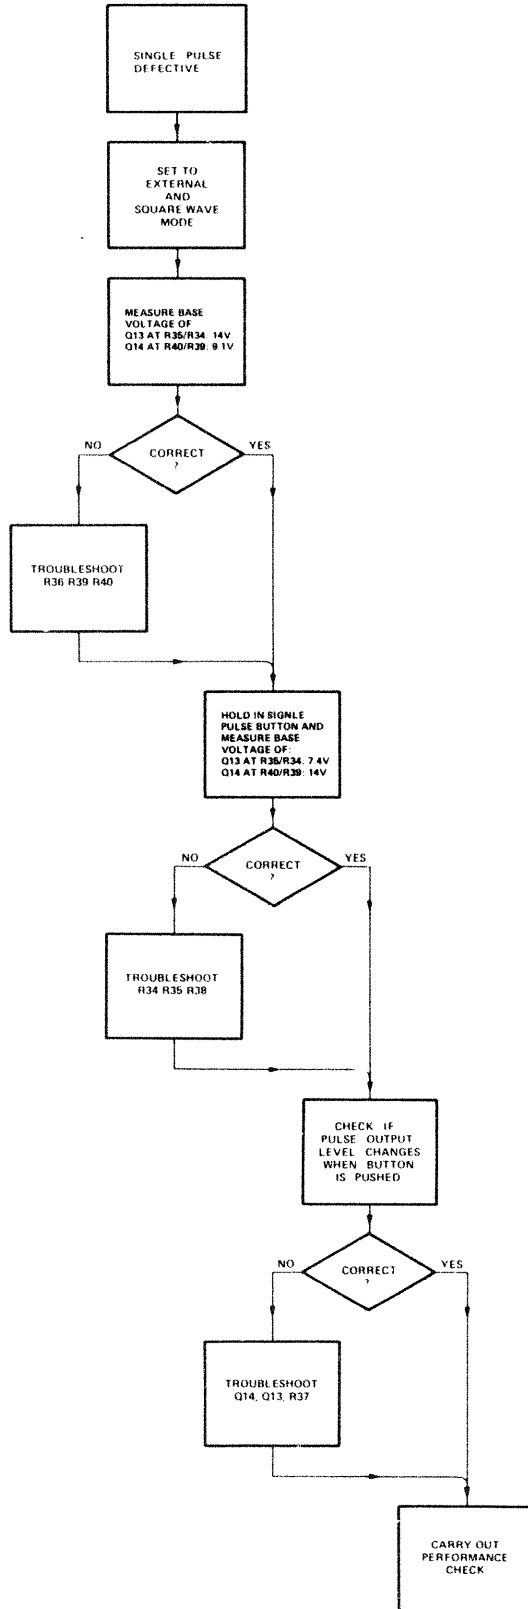 SINGLE PULSE
DEFECTIVE
SET TO
EXTERNAL
AND
SQUARE WAVE
MODE
MEASURE BASE
VOLTAGE OF
Q13 AT R35/R34: 14V
Q14 AT R40/R39: 9.1V
NO
CORRECT
?
YES
TROUBLESHOOT
R36 R39 R40
HOLD IN SIGNLE
PULSE BUTTON AND
MEASURE BASE
VOLTAGE OF:
Q13 AT R35/R34: 7.4V
Q14 AT R40/R39: 14V
NO
CORRECT
?
YES
TROUBLESHOOT
R34 R35 R38
CHECK IF
PULSE OUTPUT
LEVEL CHANGES
WHEN BUTTON
IS PUSHED
NO
CORRECT
?
YES
TROUBLESHOOT
Q14, Q13, R37
CARRY OUT
PERFORMANCE
CHECK